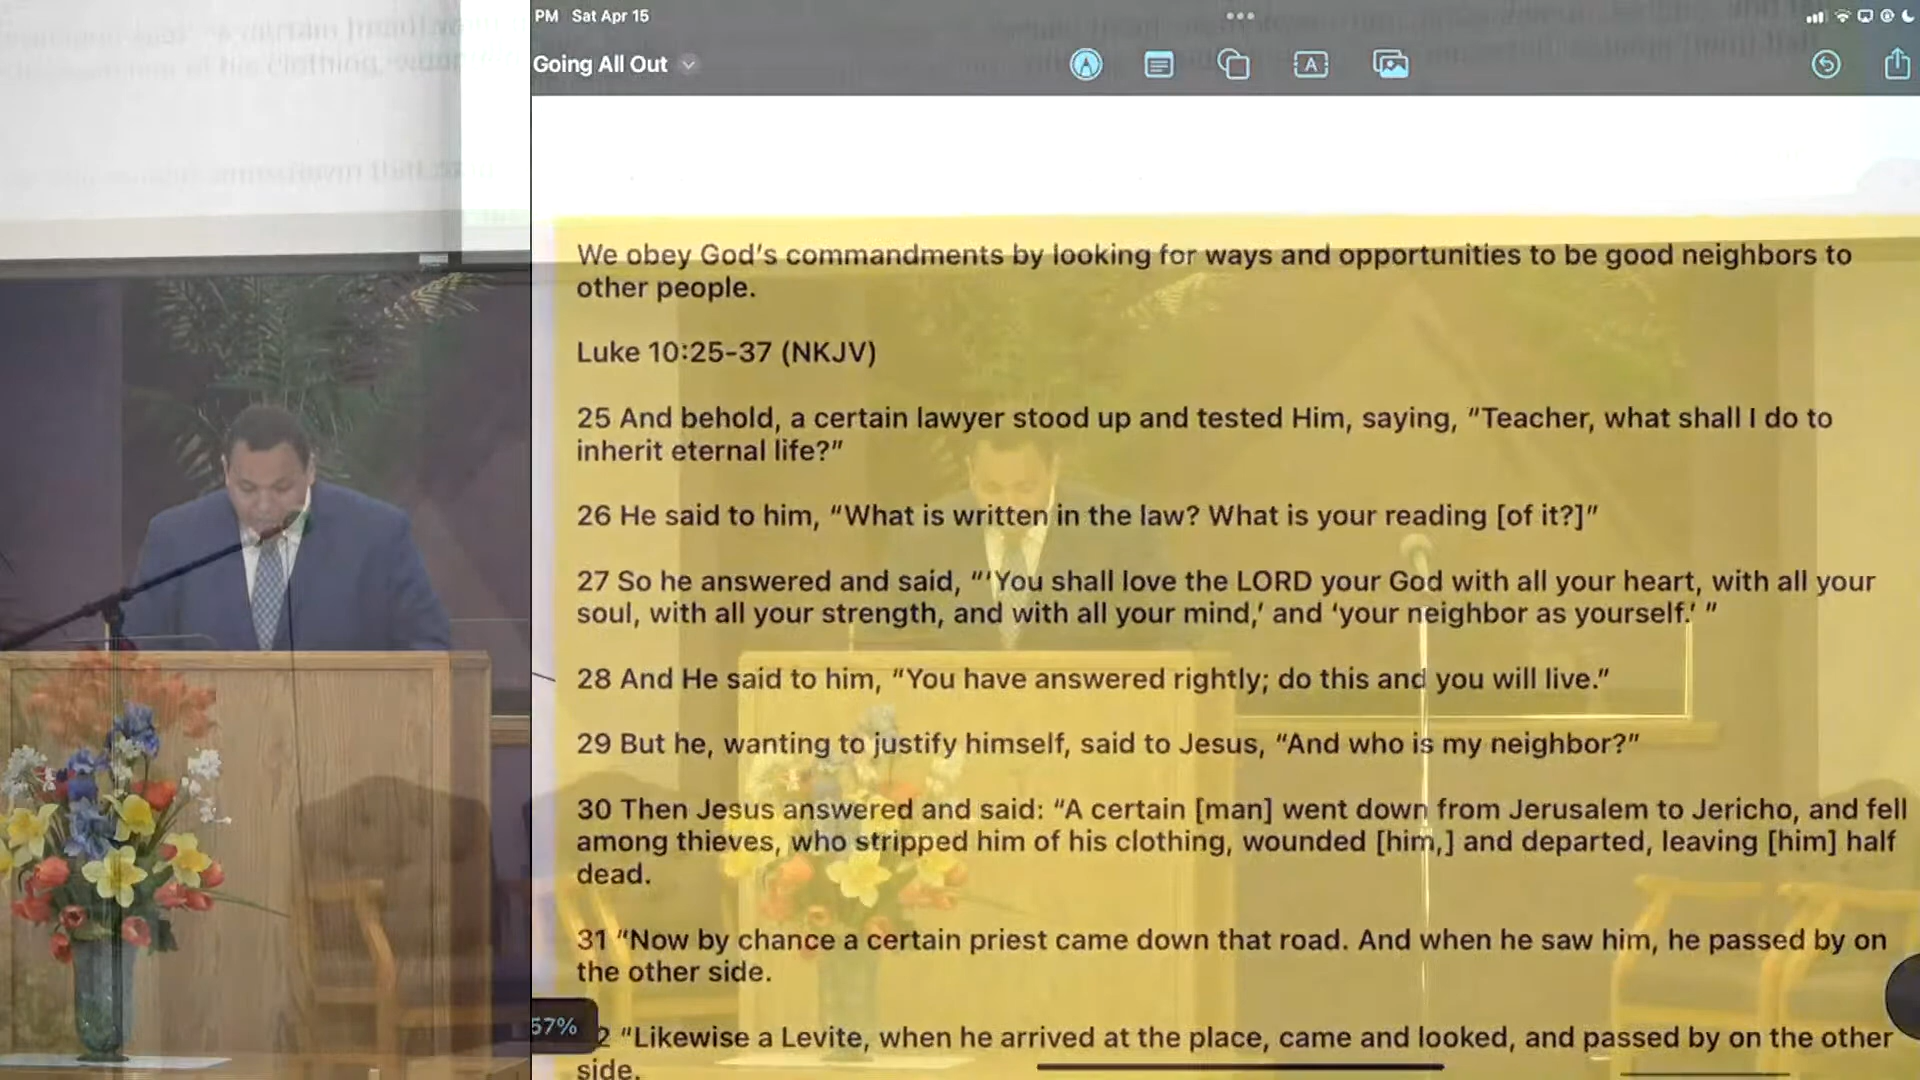 PM Sat Apr 15
Going All Out
We obey God's commandments by looking for ways and opportunities to be good neighbors to
other people.
Luke 10:25-37 (NKJV)
25 And behold, a certain lawyer stood up and tested Him, saying, "Teacher, what shall I do to
inherit eternal life?"
26 He said to him, "What is written in the law? What is your reading [of it?]"
27 So he answered and said, "'You shall love the LORD your God with all your heart, with all your
soul, with all your strength, and with all your mind,' and 'your neighbor as yourself.' "
28 And He said to him, "You have answered rightly; do this and you will live."
29 But he, wanting to justify himself, said to Jesus, "And who is my neighbor?"
30 Then Jesus answered and said: "A certain [man] went down from Jerusalem to Jericho, and fell
among thieves, who stripped him of his clothing, wounded [him,] and departed, leaving [him] half
dead.
31 "Now by chance a certain priest came down that road. And when he saw him, he passed by on
the other side.
57%
2 "Likewise a Levite, when he arrived at the place, came and looked, and passed by on the other
side.